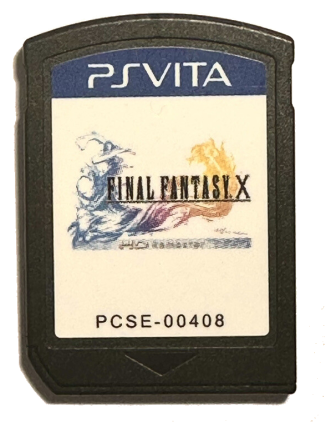 PSVITA
FINAL FANTASY X
HD Remaster
PCSE-00408